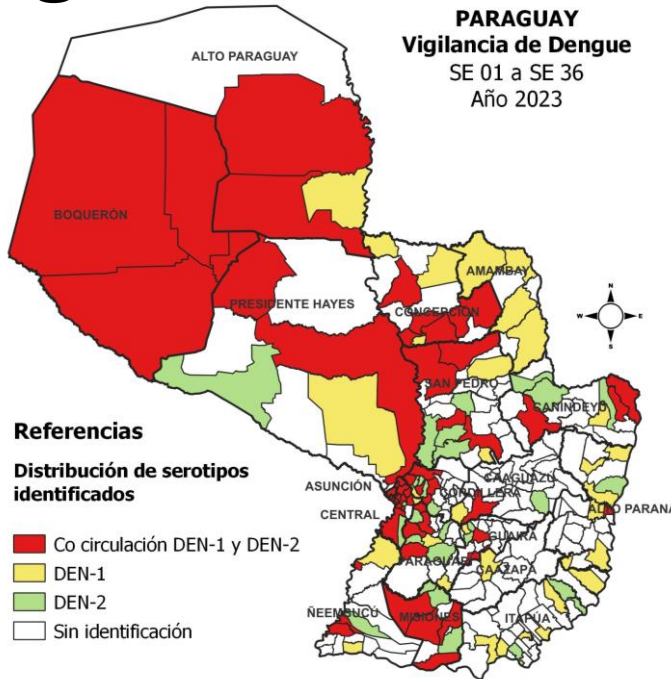 PARAGUAY
Vigilancia de Dengue
SE 01 a SE 36
Año 2023
ALTO PARAGUAY
BOQUERÓN
AMAMBAY
PRESIDENTE HAYES
CONCEPCION
N
W
E
S
SAN PEDRO
CANINDEYÚ
Referencias
Distribución de serotipos
identificados
ASUNCIÓN
CAAGUAZÚ
CORDILLERA
CENTRAL
ALTO PARANÁ
GUAIRÁ
Co circulación DEN-1 y DEN-2
PARAGUARÍ
CAAZAPÁ
DEN-1
DEN-2
ÑEEMBUCÚ
MISIONES
ITAPÚA
Sin identificación